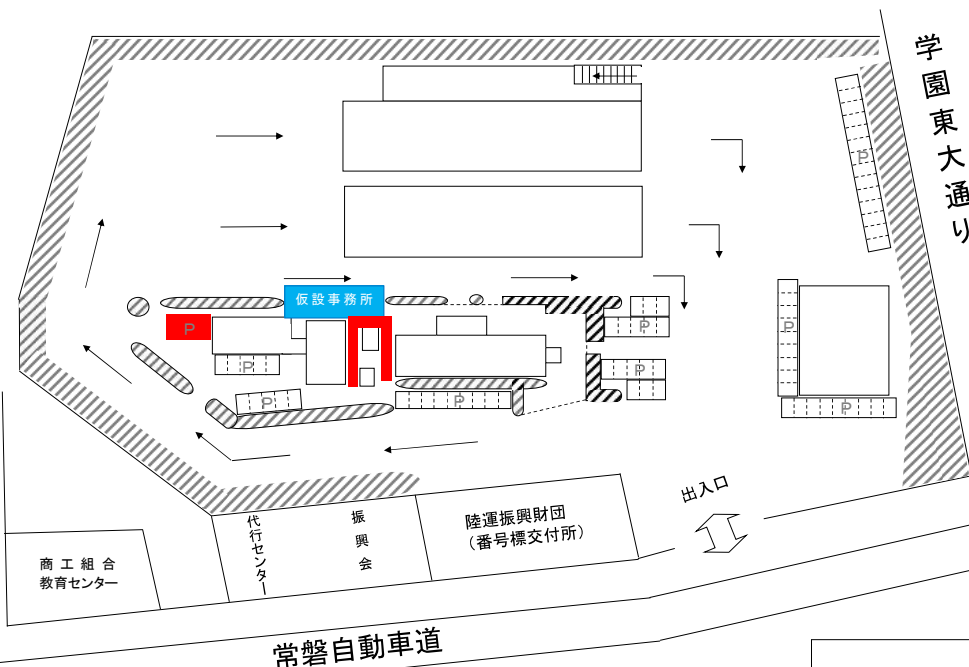 学園東大通り
P
仮設事務所
P
P
P
P
P
P
P
P
出入口
代行センター
振興会
陸運振興財団
（番号標交付所）
商工組合
教育センター
常磐自動車道